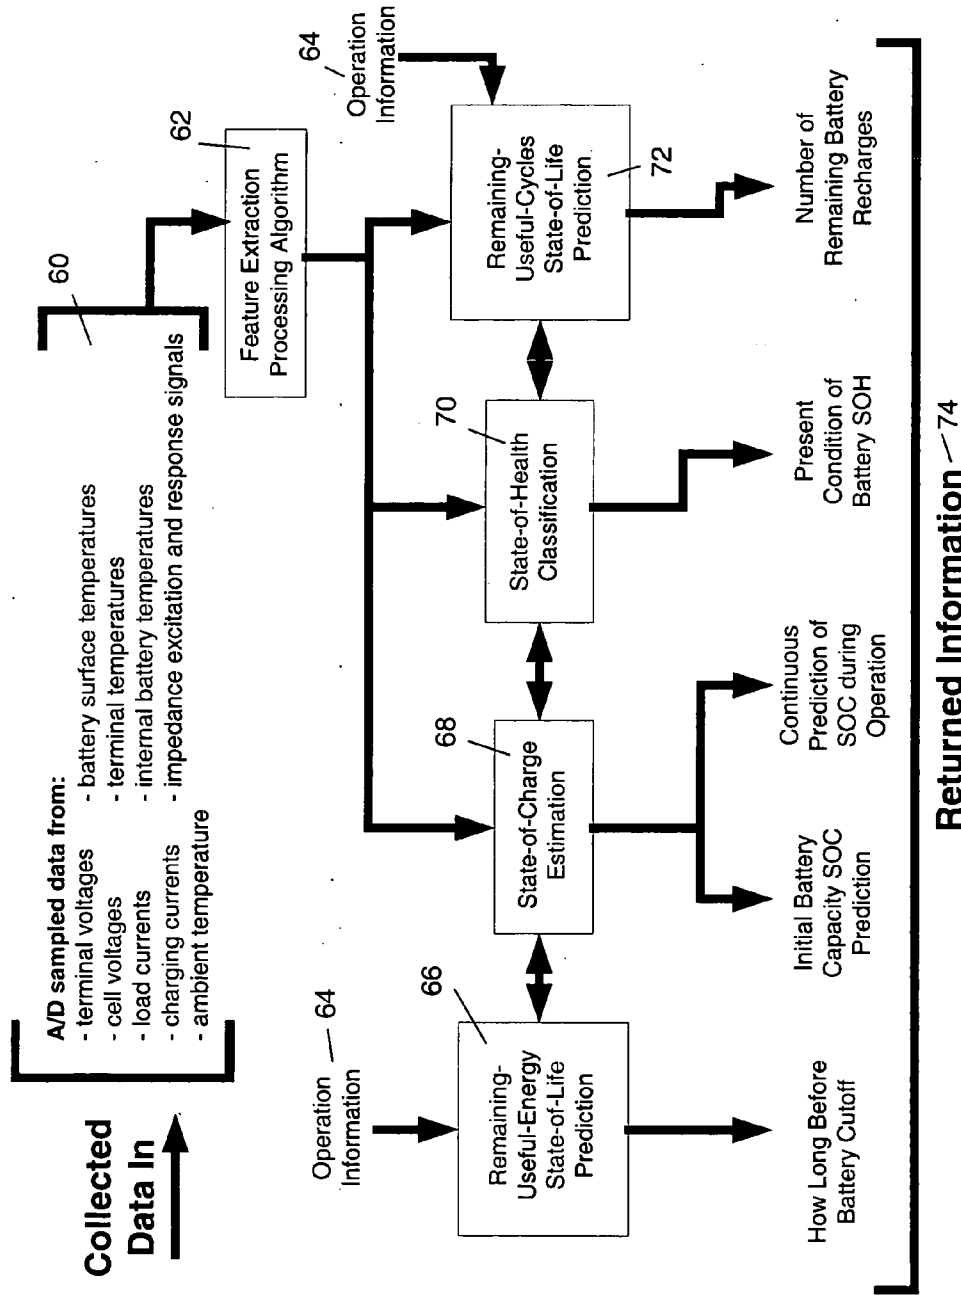 Collected
Data In
A/D sampled data from:
- terminal voltages
- cell voltages
- load currents
- charging currents
- ambient temperature
- battery surface temperatures
- terminal temperatures
- internal battery temperatures
- impedance excitation and response signals
60
62
Feature Extraction
Processing Algorithm
64
Operation
Information
64
Operation
Information
66
Remaining-
Useful-Energy
State-of-Life
Prediction
68
State-of-Charge
Estimation
70
State-of-Health
Classification
72
Remaining-
Useful-Cycles
State-of-Life
Prediction
How Long Before
Battery Cutoff
Initial Battery
Capacity SOC
Prediction
Continuous
Prediction of
SOC during
Operation
Present
Condition of
Battery SOH
Number of
Remaining Battery
Recharges
Returned Information 74